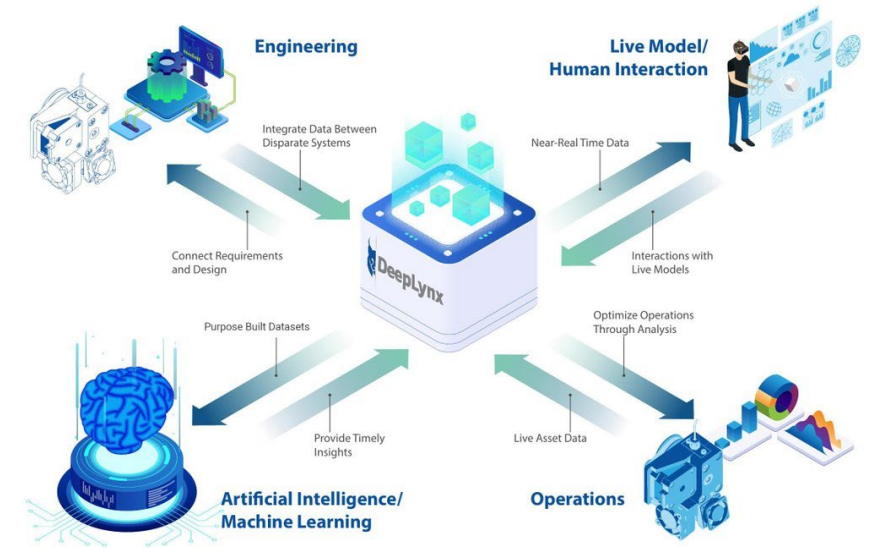 Engineering
Live Model/
Human Interaction
Integrate Data Between
Disparate Systems
Near-Real Time Data
Connect Requirements
and Design
Interactions with
Live Models
DeepLynx
Purpose Built Datasets
Optimize Operations
Through Analysis
Provide Timely
Insights
Live Asset Data
Artificial Intelligence/
Machine Learning
Operations